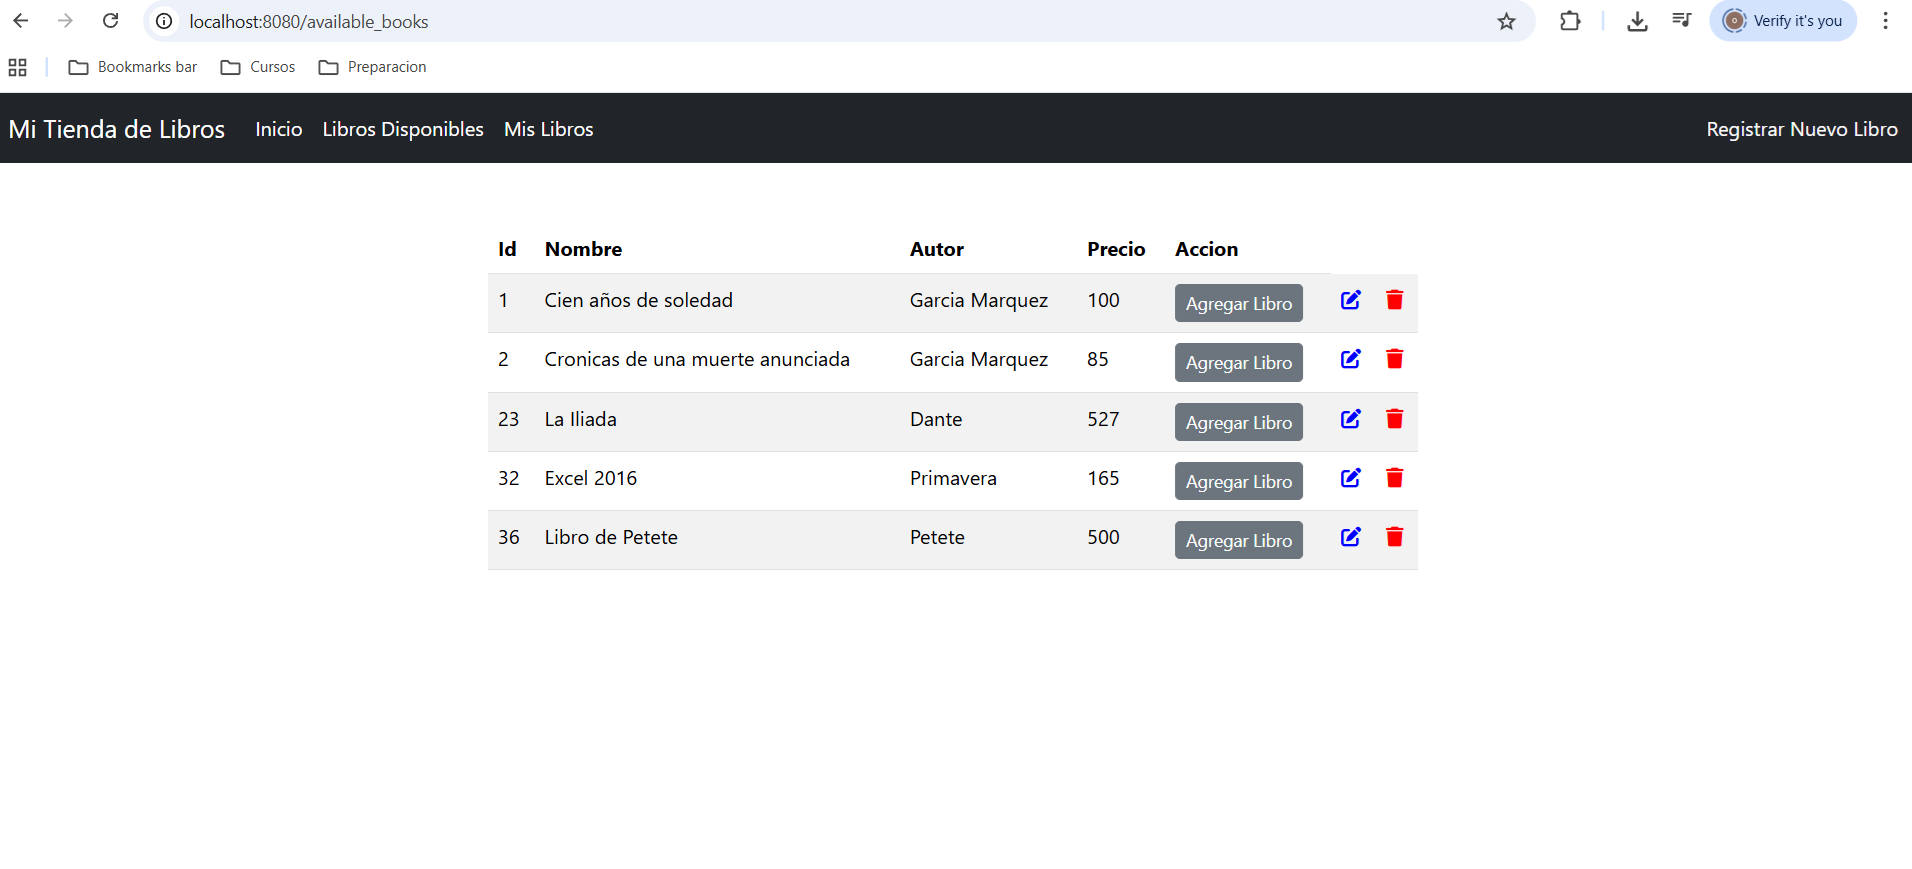 localhost:8080/available_books
Verify it's you
Bookmarks bar Cursos Preparacion
Mi Tienda de Libros Inicio Libros Disponibles Mis Libros Registrar Nuevo Libro
Id Nombre Autor Precio Accion
1 Cien años de soledad Garcia Marquez 100 Agregar Libro
2 Cronicas de una muerte anunciada Garcia Marquez 85 Agregar Libro
23 La Iliada Dante 527 Agregar Libro
32 Excel 2016 Primavera 165 Agregar Libro
36 Libro de Petete Petete 500 Agregar Libro